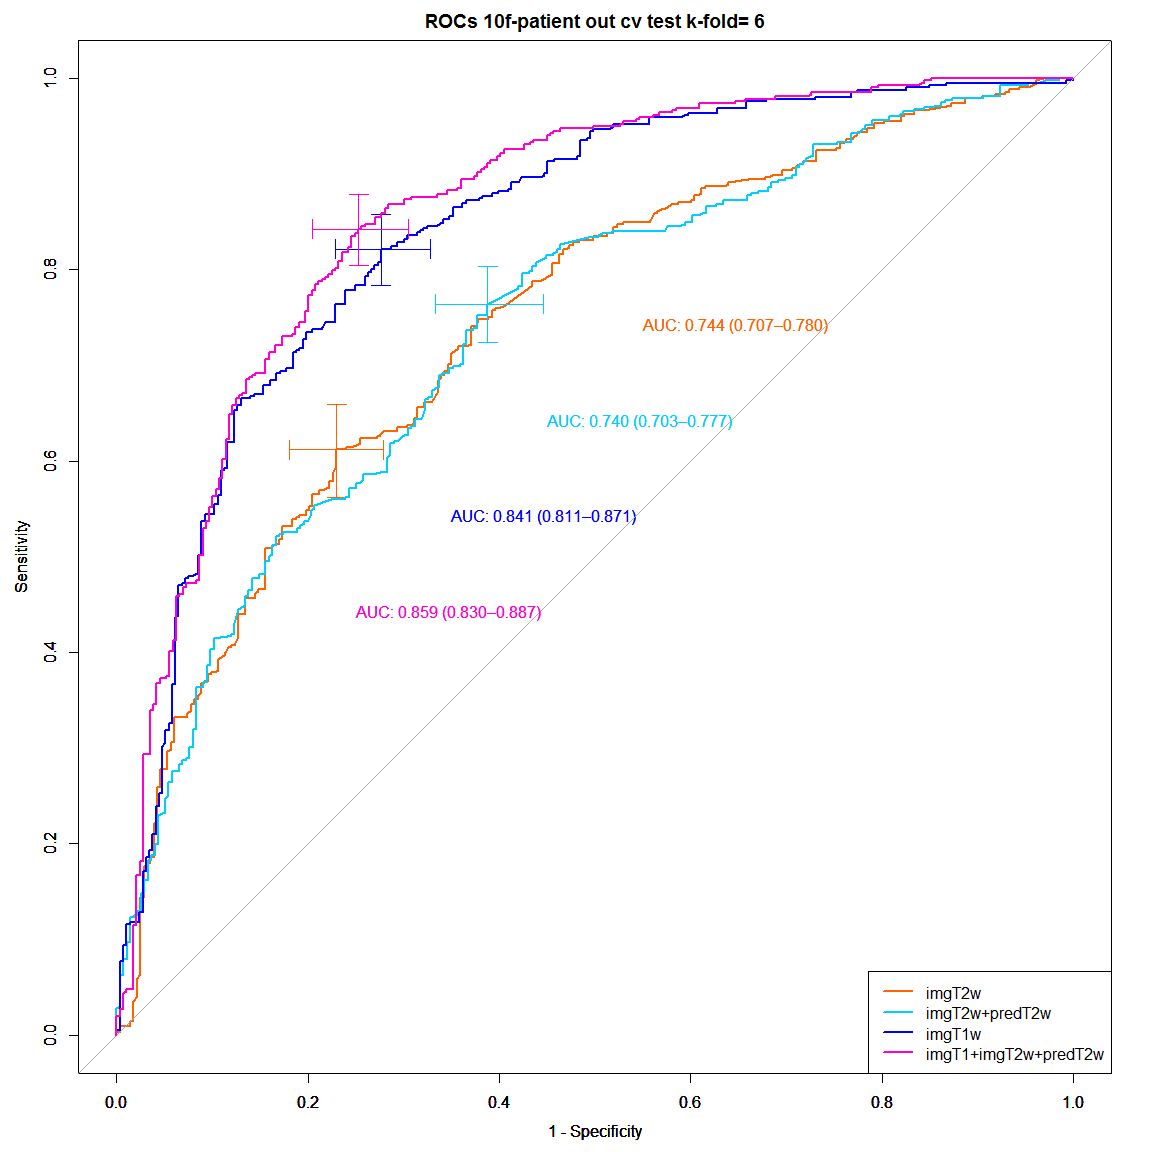 ROCs 10f-patient out cv test k-fold= 6
1.0
0.8
0.6
0.4
0.2
0.0
Sensitivity
AUC: 0.744 (0.707–0.780)
AUC: 0.740 (0.703–0.777)
AUC: 0.841 (0.811–0.871)
AUC: 0.859 (0.830–0.887)
imgT2w
imgT2w+predT2w
imgT1w
imgT1+imgT2w+predT2w
0.0 0.2 0.4 0.6 0.8 1.0
1 - Specificity